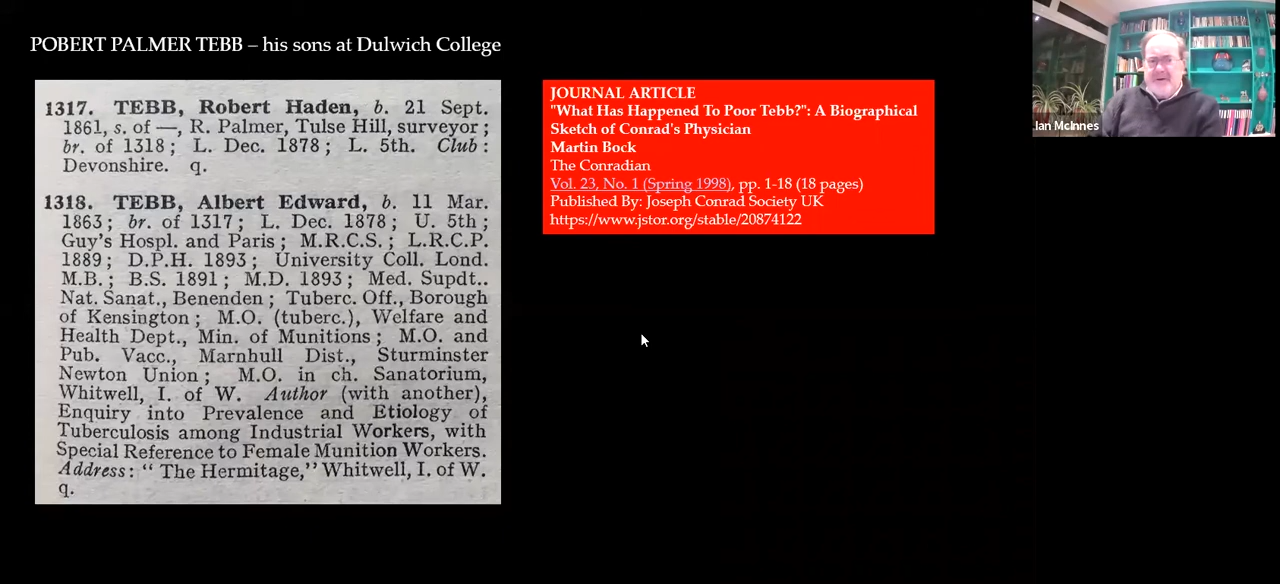 POBERT PALMER TEBB – his sons at Dulwich College
1317. TEBB, Robert Haden, b. 21 Sept.
1861, s. of —, R. Palmer, Tulse Hill, surveyor ;
br. of 1318 ; L. Dec. 1878 ; L. 5th. Club :
Devonshire. q.
1318. TEBB, Albert Edward, b. 11 Mar.
1863; br. of 1317 ; L. Dec. 1878 ; U. 5th ;
Guy's Hospl. and Paris ; M.R.C.S. ; L.R.C.P.
1889 ; D.P.H. 1893 ; University Coll. Lond.
M.B. ; B.S. 1891 ; M.D. 1893 ; Med. Supdt..
Nat. Sanat., Benenden ; Tuberc. Off., Borough
of Kensington ; M.O. (tuberc.), Welfare and
Health Dept., Min. of Munitions ; M.O. and
Pub. Vacc., Marnhull Dist., Sturminster
Newton Union ; M.O. in ch. Sanatorium,
Whitwell, I. of W. Author (with another),
Enquiry into Prevalence and Etiology of
Tuberculosis among Industrial Workers, with
Special Reference to Female Munition Workers.
Address : “ The Hermitage,” Whitwell, I. of W.
q.
JOURNAL ARTICLE
"What Has Happened To Poor Tebb?": A Biographical
Sketch of Conrad's Physician
Martin Bock
The Conradian
Vol. 23, No. 1 (Spring 1998), pp. 1-18 (18 pages)
Published By: Joseph Conrad Society UK
https://www.jstor.org/stable/20874122
Ian McInnes